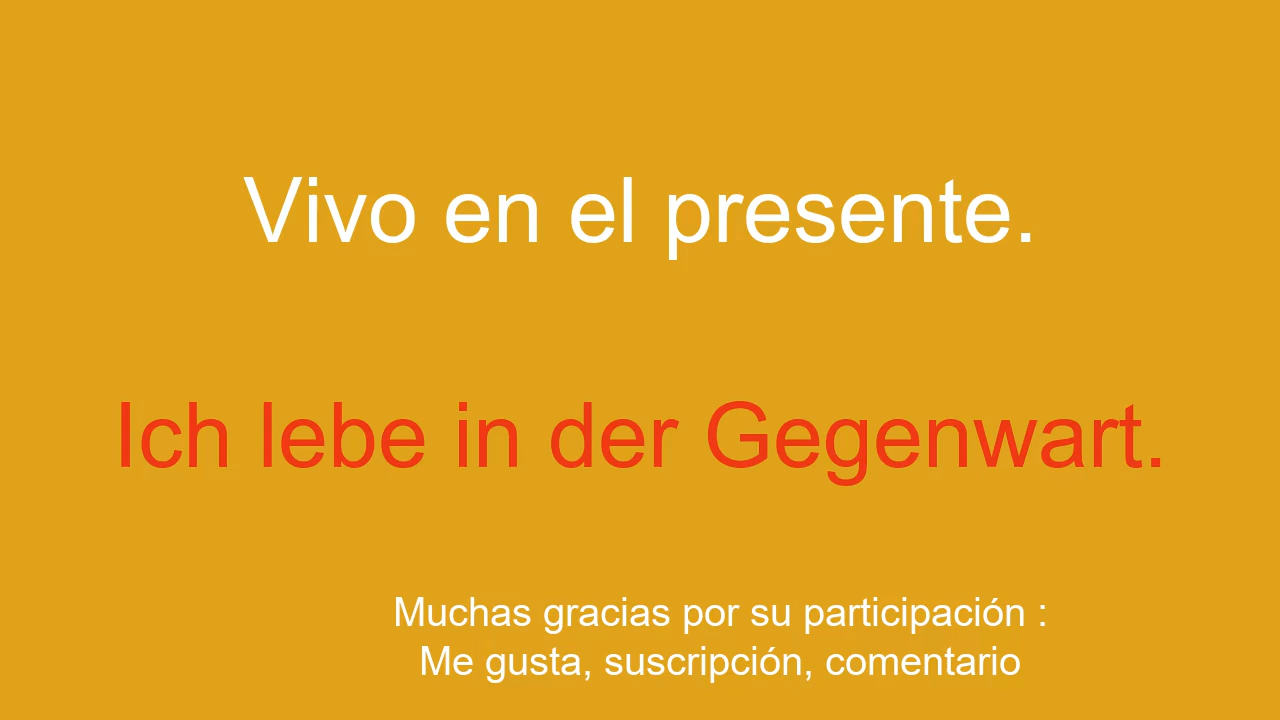 Vivo en el presente.
Ich lebe in der Gegenwart.
Muchas gracias por su participación :
Me gusta, suscripción, comentario